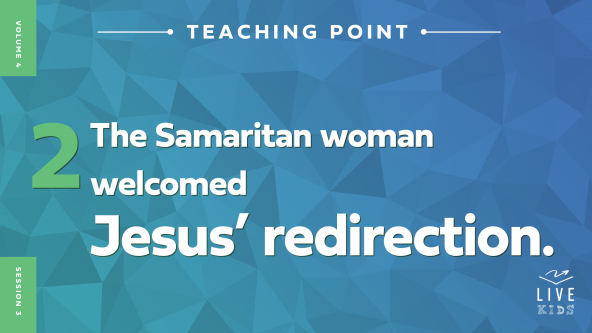 VOLUME 4
TEACHING POINT
2
The Samaritan woman
welcomed
Jesus’ redirection.
SESSION 3
LIVE
KIDS